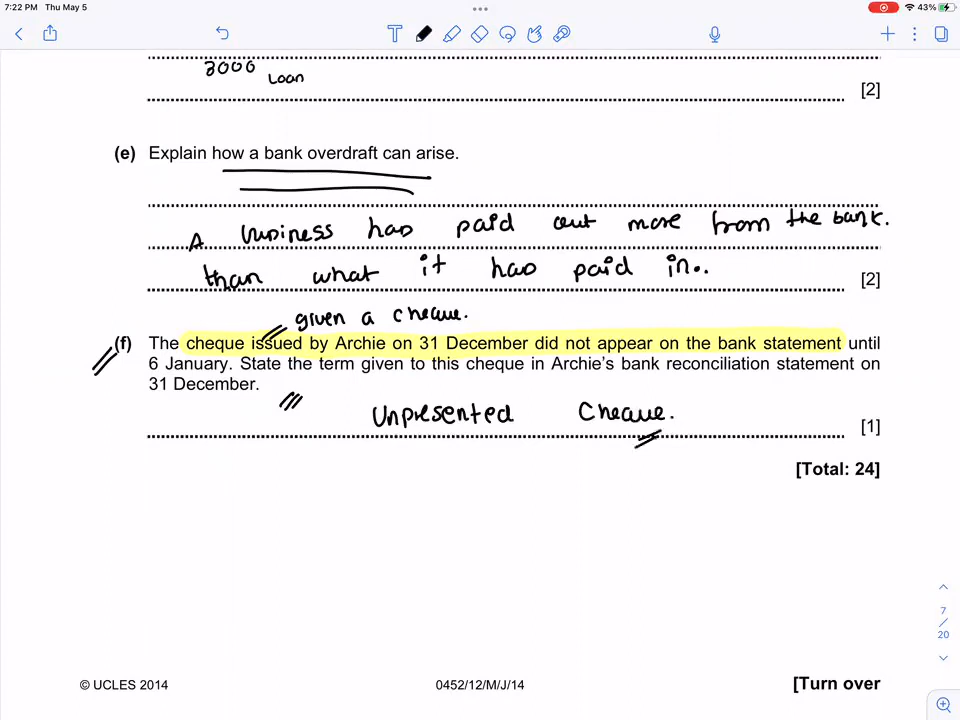 7:22 PM Thu May 5
43%
3000
Loan
[2]
(e) Explain how a bank overdraft can arise.
A business has paid out more from the bank.
than what it has paid in.
[2]
given a cheque.
(f) The cheque issued by Archie on 31 December did not appear on the bank statement until
6 January. State the term given to this cheque in Archie's bank reconciliation statement on
31 December.
Unpresented Cheque.
[1]
[Total: 24]
7
/
20
© UCLES 2014 0452/12/M/J/14 [Turn over